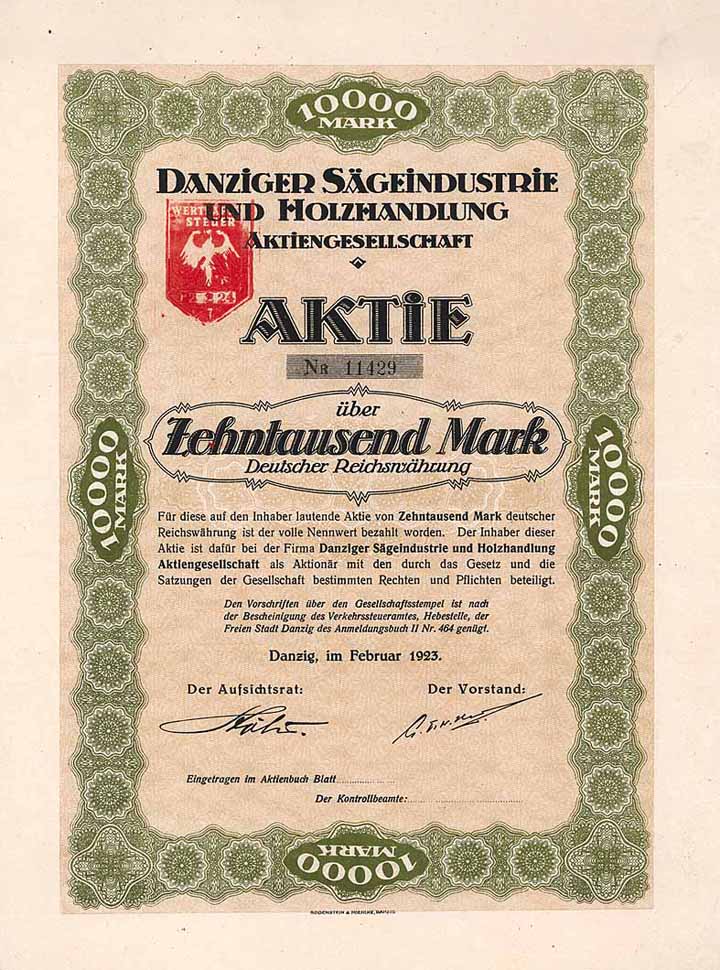 10000
MARK
DANZIGER SÄGEINDUSTRIE
UND HOLZHANDLUNG
AKTIENGESELLSCHAFT
STEUER
2 24
AKTIE
NR 11429
über
Zehntausend Mark
Deutscher Reichswährung
10000
MARK
10000
MARK
Für diese auf den Inhaber lautende Aktie von Zehntausend Mark deutscher
Reichswährung ist der volle Nennwert bezahlt worden. Der Inhaber dieser
Aktie ist dafür bei der Firma Danziger Sägeindustrie und Holzhandlung
Aktiengesellschaft als Aktionär mit den durch das Gesetz und die
Satzungen der Gesellschaft bestimmten Rechten und Pflichten beteiligt.
Den Vorschriften über den Gesellschaftsstempel ist nach
der Bescheinigung des Verkehrssteueramtes, Hebestelle, der
Freien Stadt Danzig des Anmeldungsbuch II Nr. 464 genügt.
Danzig, im Februar 1923.
Der Aufsichtsrat: Der Vorstand:
Eingetragen im Aktienbuch Blatt
Der Kontrollbeamte:
10000
MARK